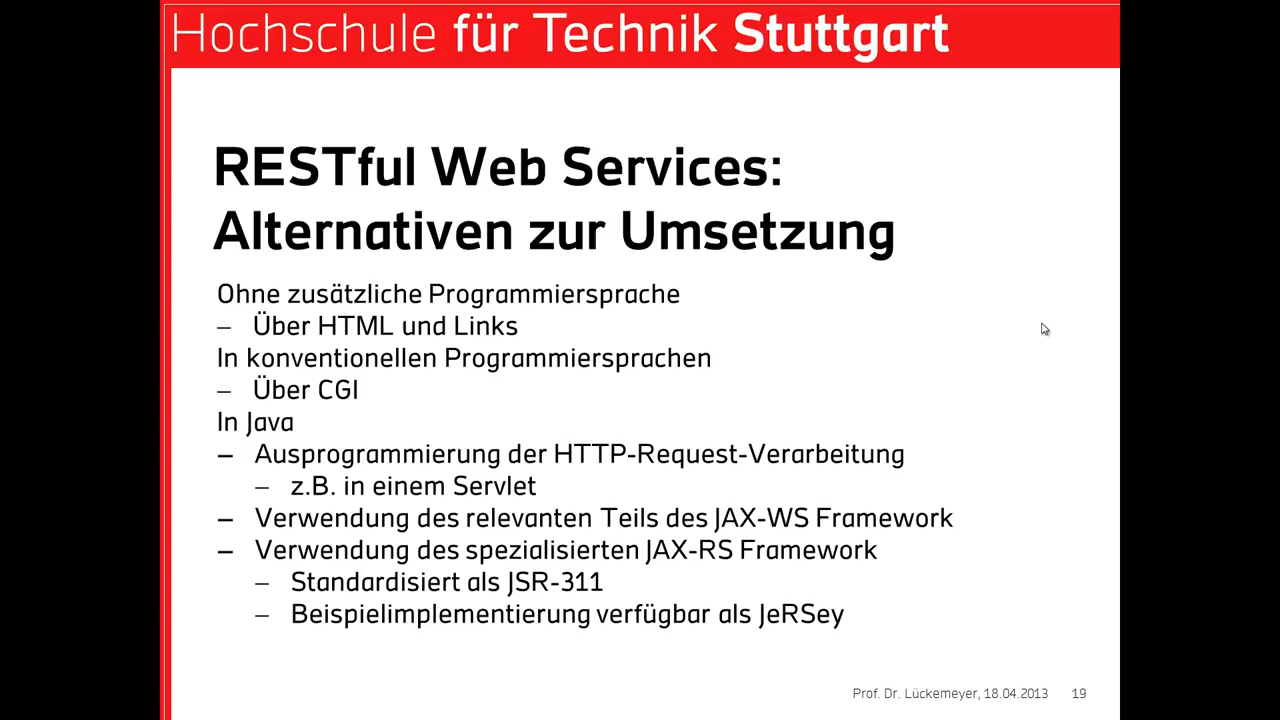 Hochschule für Technik Stuttgart
RESTful Web Services:
Alternativen zur Umsetzung
Ohne zusätzliche Programmiersprache
– Über HTML und Links
In konventionellen Programmiersprachen
– Über CGI
In Java
– Ausprogrammierung der HTTP-Request-Verarbeitung
– z.B. in einem Servlet
– Verwendung des relevanten Teils des JAX-WS Framework
– Verwendung des spezialisierten JAX-RS Framework
– Standardisiert als JSR-311
– Beispielimplementierung verfügbar als JeRSey
Prof. Dr. Lückemeyer, 18.04.2013 19